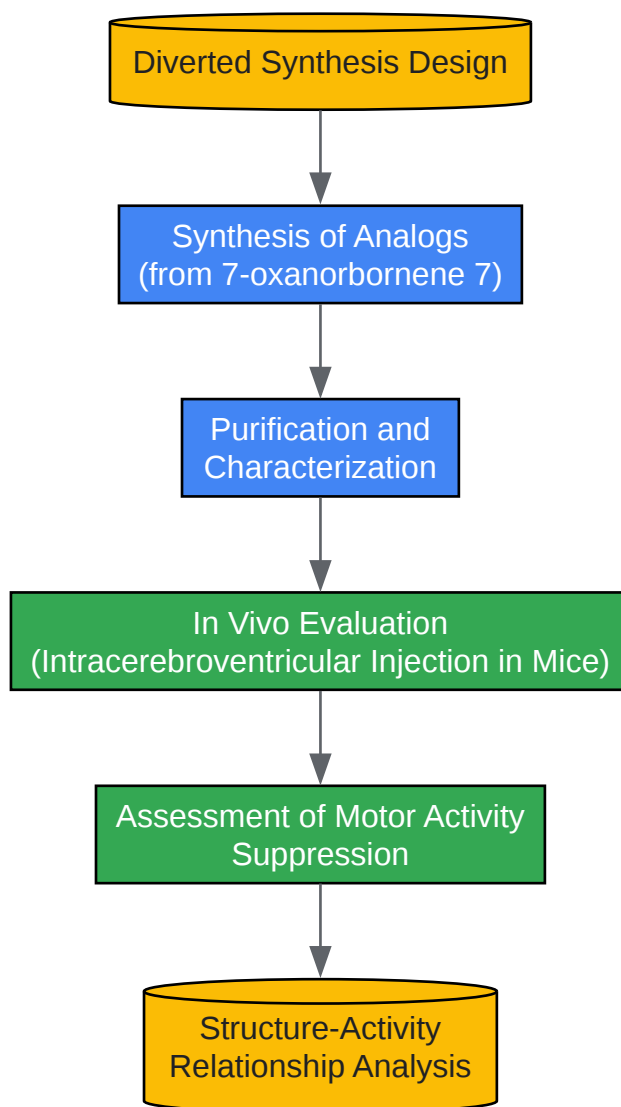 Diverted Synthesis Design
Synthesis of Analogs
(from 7-oxanorbornene 7)
Purification and
Characterization
In Vivo Evaluation
(Intracerebroventricular Injection in Mice)
Assessment of Motor Activity
Suppression
Structure-Activity
Relationship Analysis